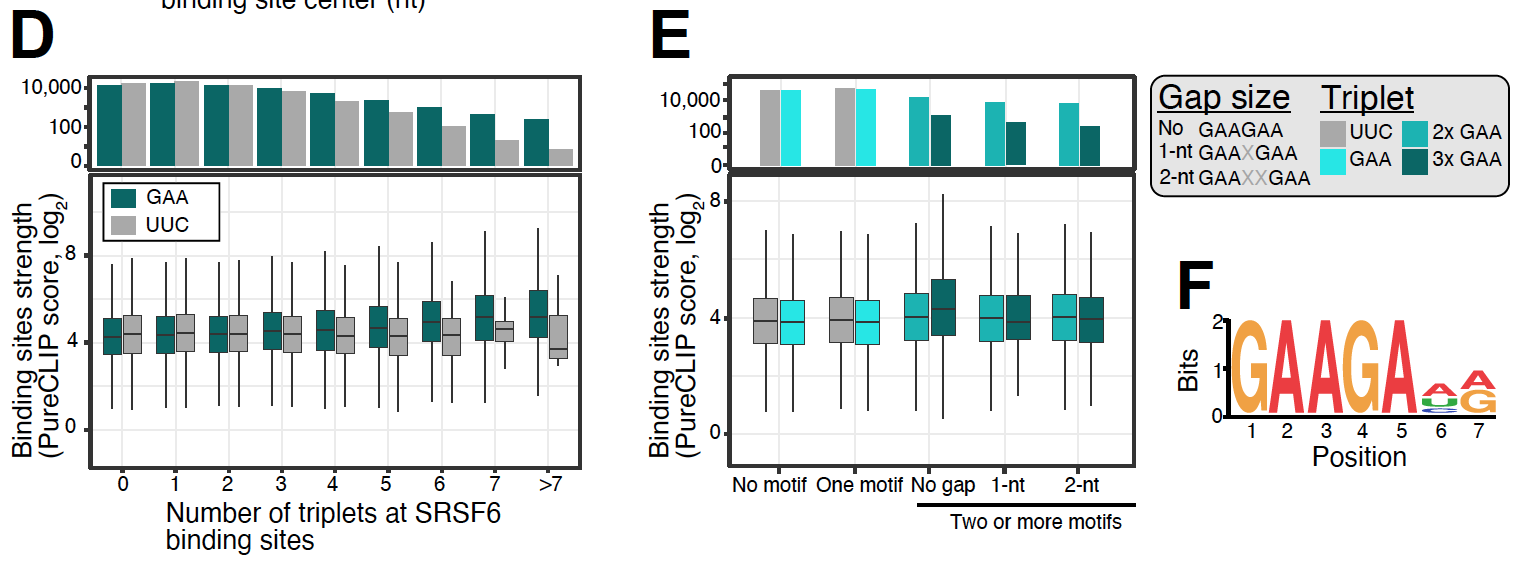 binding site center (nt)
D
10,000
100
0
Binding sites strength
(PureCLIP score, log2)
GAA
UUC
8
4
0
0 1 2 3 4 5 6 7 >7
Number of triplets at SRSF6
binding sites
E
10,000
100
0
Binding sites strength
(PureCLIP score, log2)
8
4
0
No motif One motif No gap 1-nt 2-nt
Two or more motifs
Gap size
No GAAGAA
1-nt GAAXGAA
2-nt GAAXXGAA
Triplet
UUC 2x GAA
GAA 3x GAA
F
Bits
2
1
0
GAAGA
A A
U G
C
1 2 3 4 5 6 7
Position